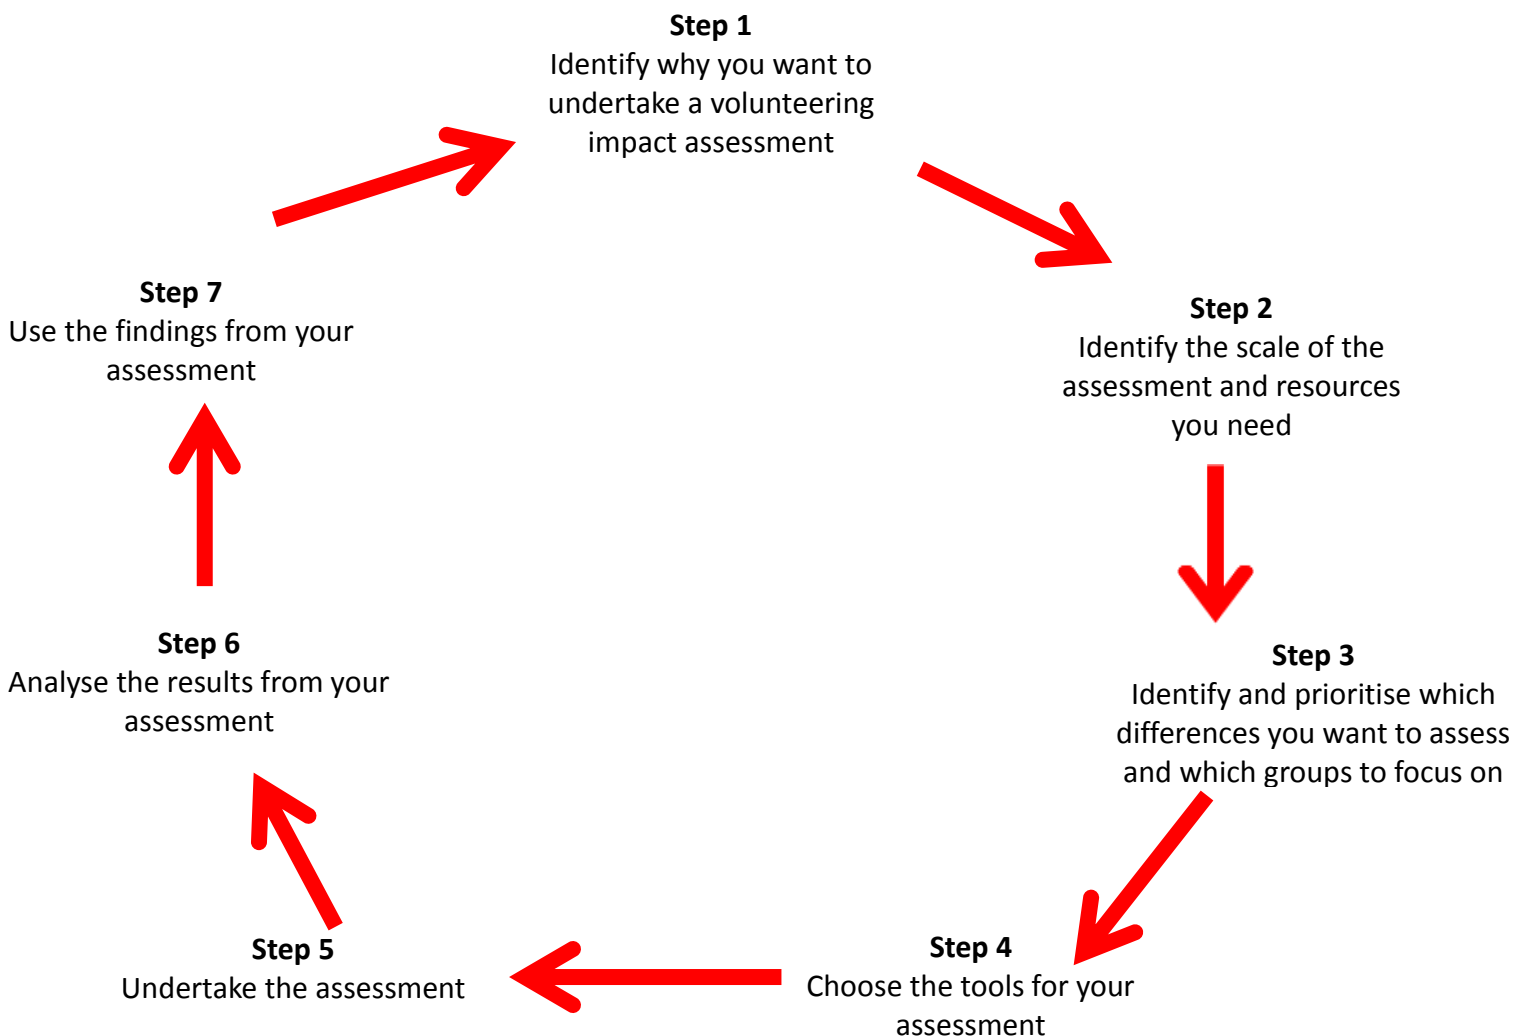 Step 1
Identify why you want to
undertake a volunteering
impact assessment
Step 2
Identify the scale of the
assessment and resources
you need
Step 3
Identify and prioritise which
differences you want to assess
and which groups to focus on
Step 4
Choose the tools for your
assessment
Step 5
Undertake the assessment
Step 6
Analyse the results from your
assessment
Step 7
Use the findings from your
assessment